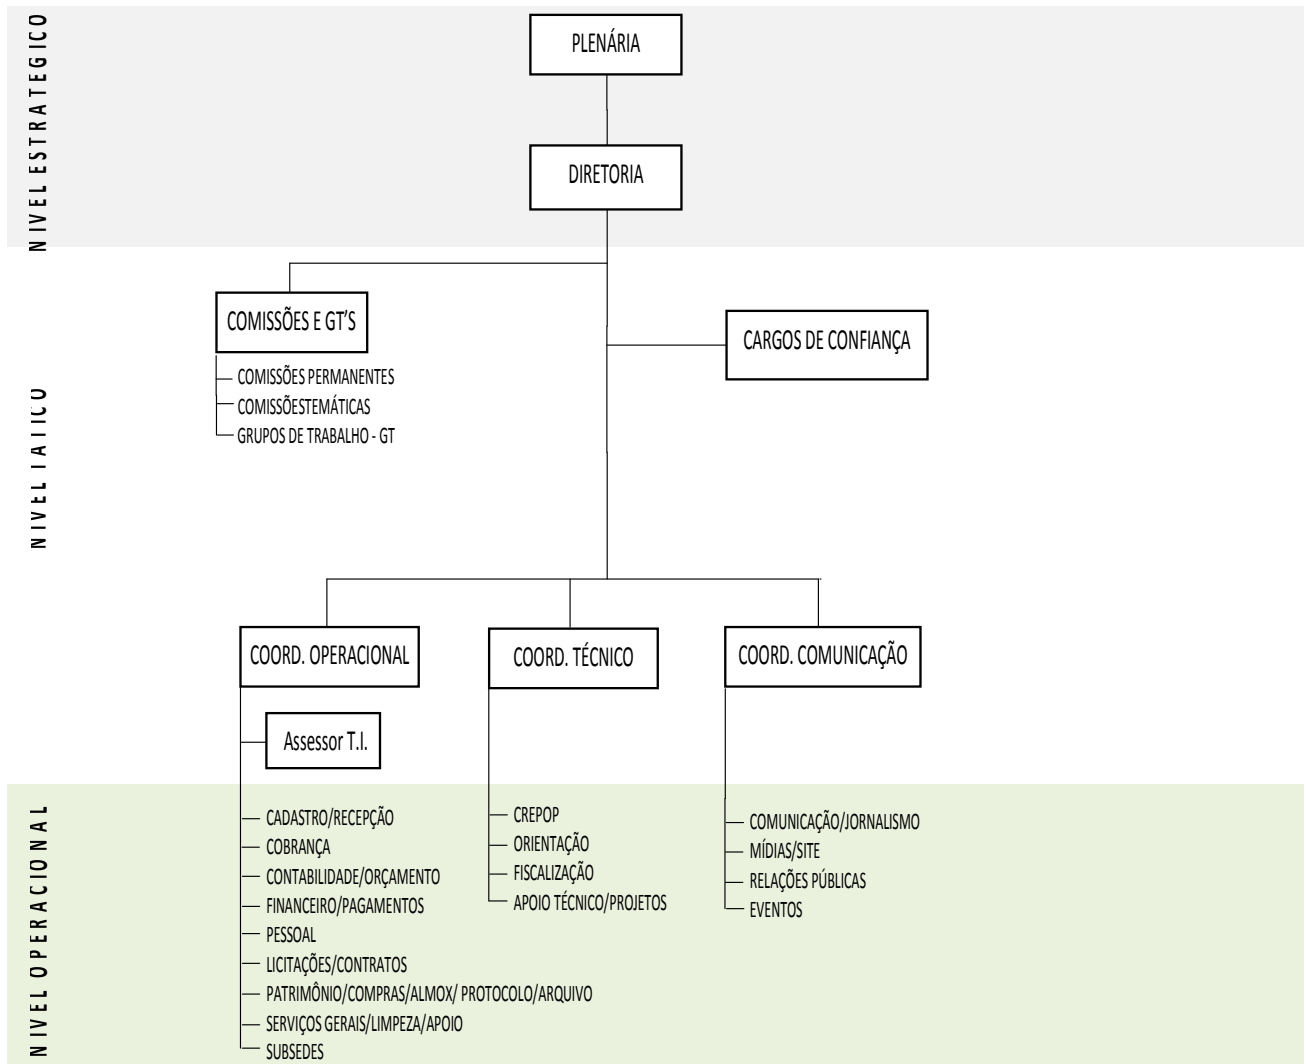 NIVEL ESTRATEGICO
PLENÁRIA
DIRETORIA
NIVEL TATICO
COMISSÕES E GT'S
COMISSÕES PERMANENTES
COMISSÕESTEMÁTICAS
GRUPOS DE TRABALHO - GT
CARGOS DE CONFIANÇA
COORD. OPERACIONAL
COORD. TÉCNICO
COORD. COMUNICAÇÃO
Assessor T.I.
NIVEL OPERACIONAL
CADASTRO/RECEPÇÃO
COBRANÇA
CONTABILIDADE/ORÇAMENTO
FINANCEIRO/PAGAMENTOS
PESSOAL
LICITAÇÕES/CONTRATOS
PATRIMÔNIO/COMPRAS/ALMOX/ PROTOCOLO/ARQUIVO
SERVIÇOS GERAIS/LIMPEZA/APOIO
SUBSEDES
CREPOP
ORIENTAÇÃO
FISCALIZAÇÃO
APOIO TÉCNICO/PROJETOS
COMUNICAÇÃO/JORNALISMO
MÍDIAS/SITE
RELAÇÕES PÚBLICAS
EVENTOS